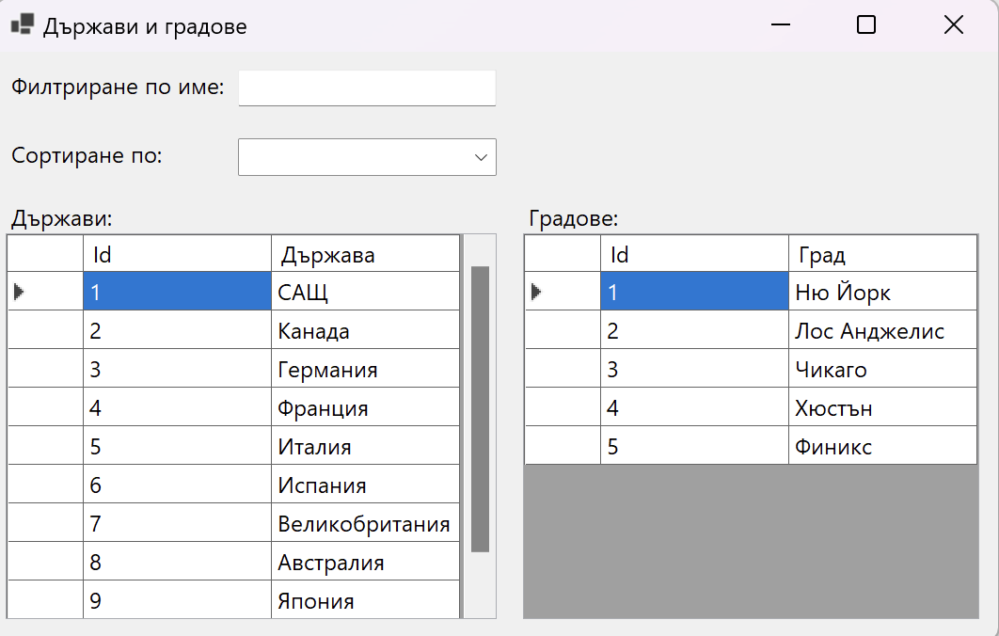 Държави и градове
Филтриране по име:
Сортиране по:
Държави:
Id Държава
1 САЩ
2 Канада
3 Германия
4 Франция
5 Италия
6 Испания
7 Великобритания
8 Австралия
9 Япония
Градове:
Id Град
1 Ню Йорк
2 Лос Анджелис
3 Чикаго
4 Хюстън
5 Финикс